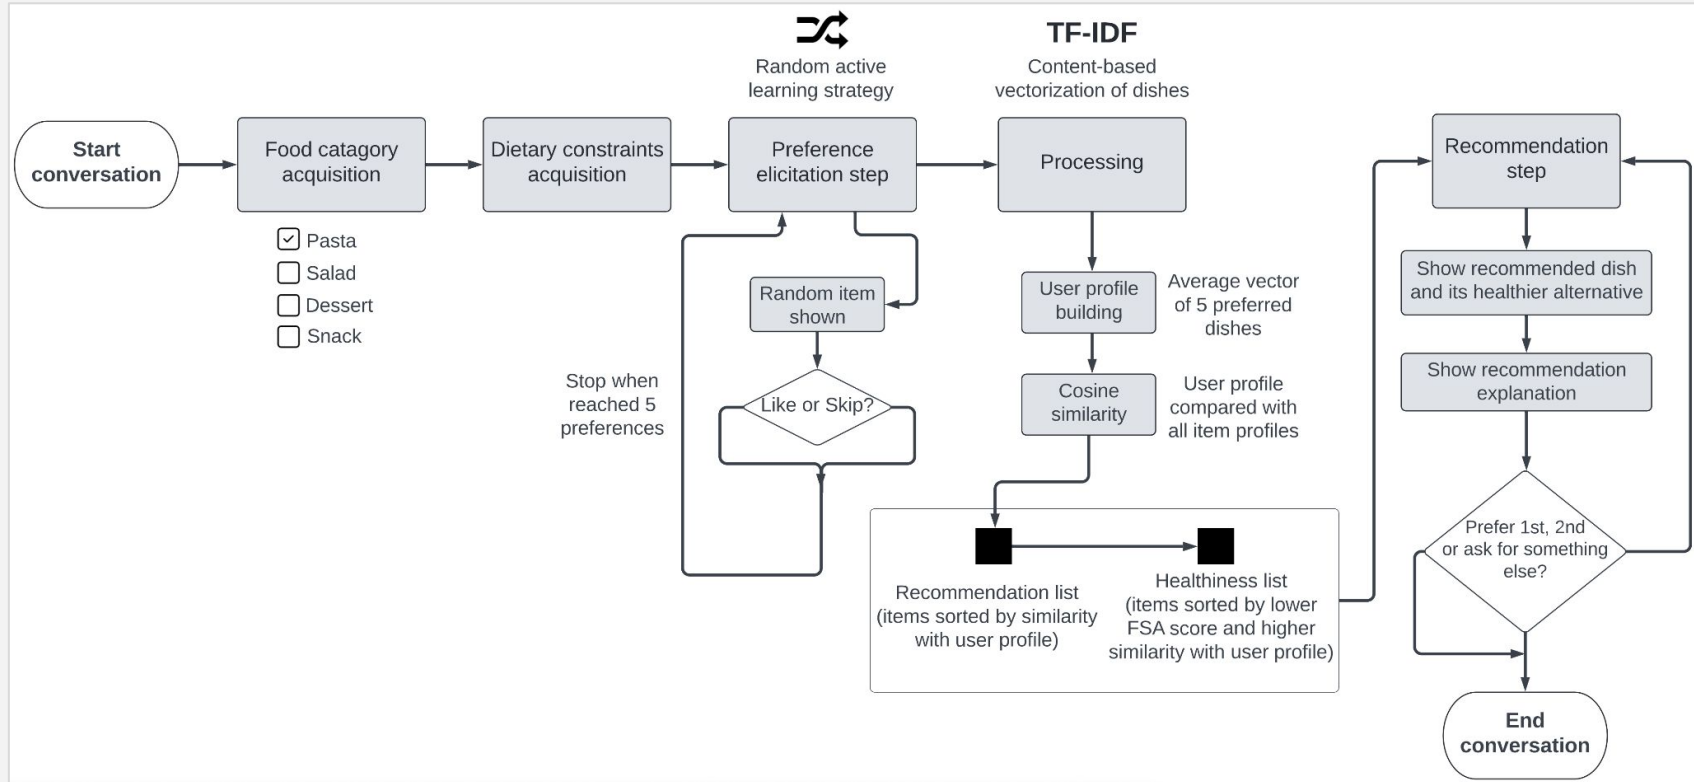 Random active
learning strategy
TF-IDF
Content-based
vectorization of dishes
Start
conversation
Food catagory
acquisition
Pasta
Salad
Dessert
Snack
Dietary constraints
acquisition
Preference
elicitation step
Random item
shown
Like or Skip?
Stop when
reached 5
preferences
Processing
User profile
building
Average vector
of 5 preferred
dishes
Cosine
similarity
User profile
compared with
all item profiles
Recommendation list
(items sorted by similarity
with user profile)
Healthiness list
(items sorted by lower
FSA score and higher
similarity with user profile)
Recommendation
step
Show recommended dish
and its healthier alternative
Show recommendation
explanation
Prefer 1st, 2nd
or ask for something
else?
End
conversation